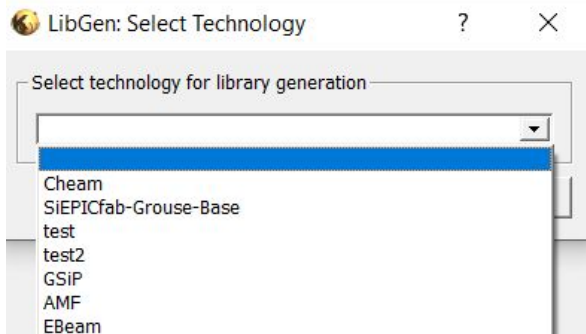 LibGen: Select Technology ?
Select technology for library generation
Cheam
SiEPICfab-Grouse-Base
test
test2
GSiP
AMF
EBeam